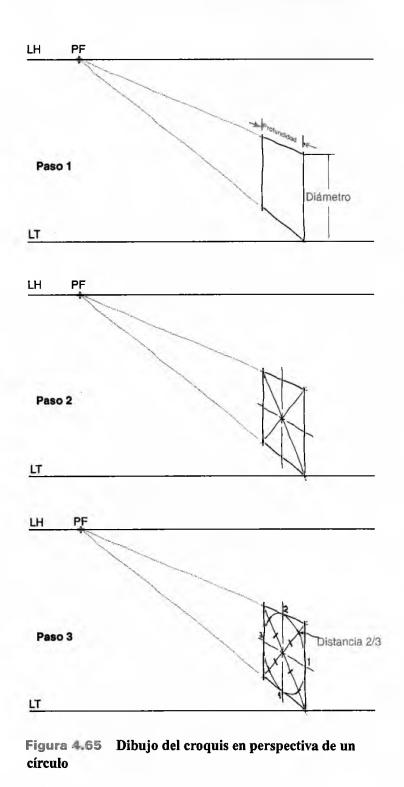 LH PF
Profundidad
Paso 1
Diámetro
LT
LH PF
Paso 2
LT
LH PF
2
Paso 3
3
Distancia 2/3
1
4
LT
Figura 4.65 Dibujo del croquis en perspectiva de un
círculo